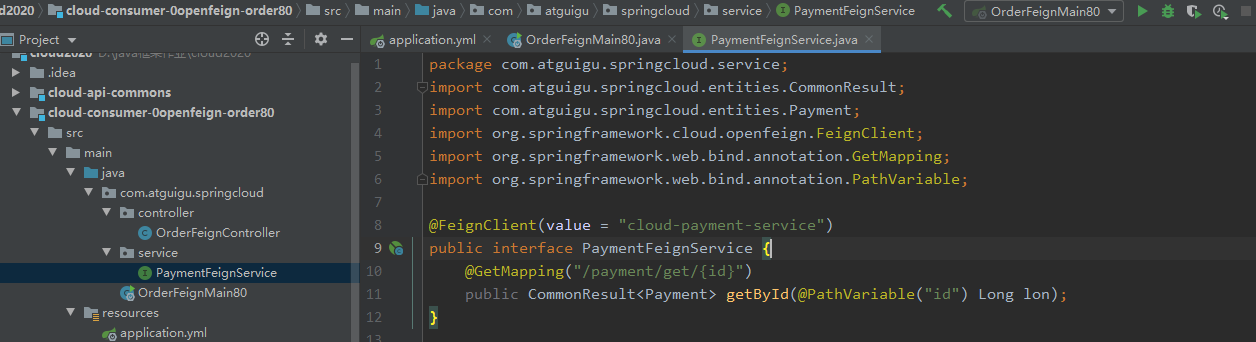 d2020 cloud-consumer-0openfeign-order80 src main java com atguigu springcloud service PaymentFeignService OrderFeignMain80
Project application.yml OrderFeignMain80.java PaymentFeignService.java
.idea
cloud-api-commons
cloud-consumer-0openfeign-order80
src
main
java
com.atguigu.springcloud
controller
OrderFeignController
service
PaymentFeignService
OrderFeignMain80
resources
application.yml
1 package com.atguigu.springcloud.service;
2 import com.atguigu.springcloud.entities.CommonResult;
3 import com.atguigu.springcloud.entities.Payment;
4 import org.springframework.cloud.openfeign.FeignClient;
5 import org.springframework.web.bind.annotation.GetMapping;
6 import org.springframework.web.bind.annotation.PathVariable;
7
8 @FeignClient(value = "cloud-payment-service")
9 public interface PaymentFeignService {
10 @GetMapping("/payment/get/{id}")
11 public CommonResult<Payment> getById(@PathVariable("id") Long lon);
12 }
13